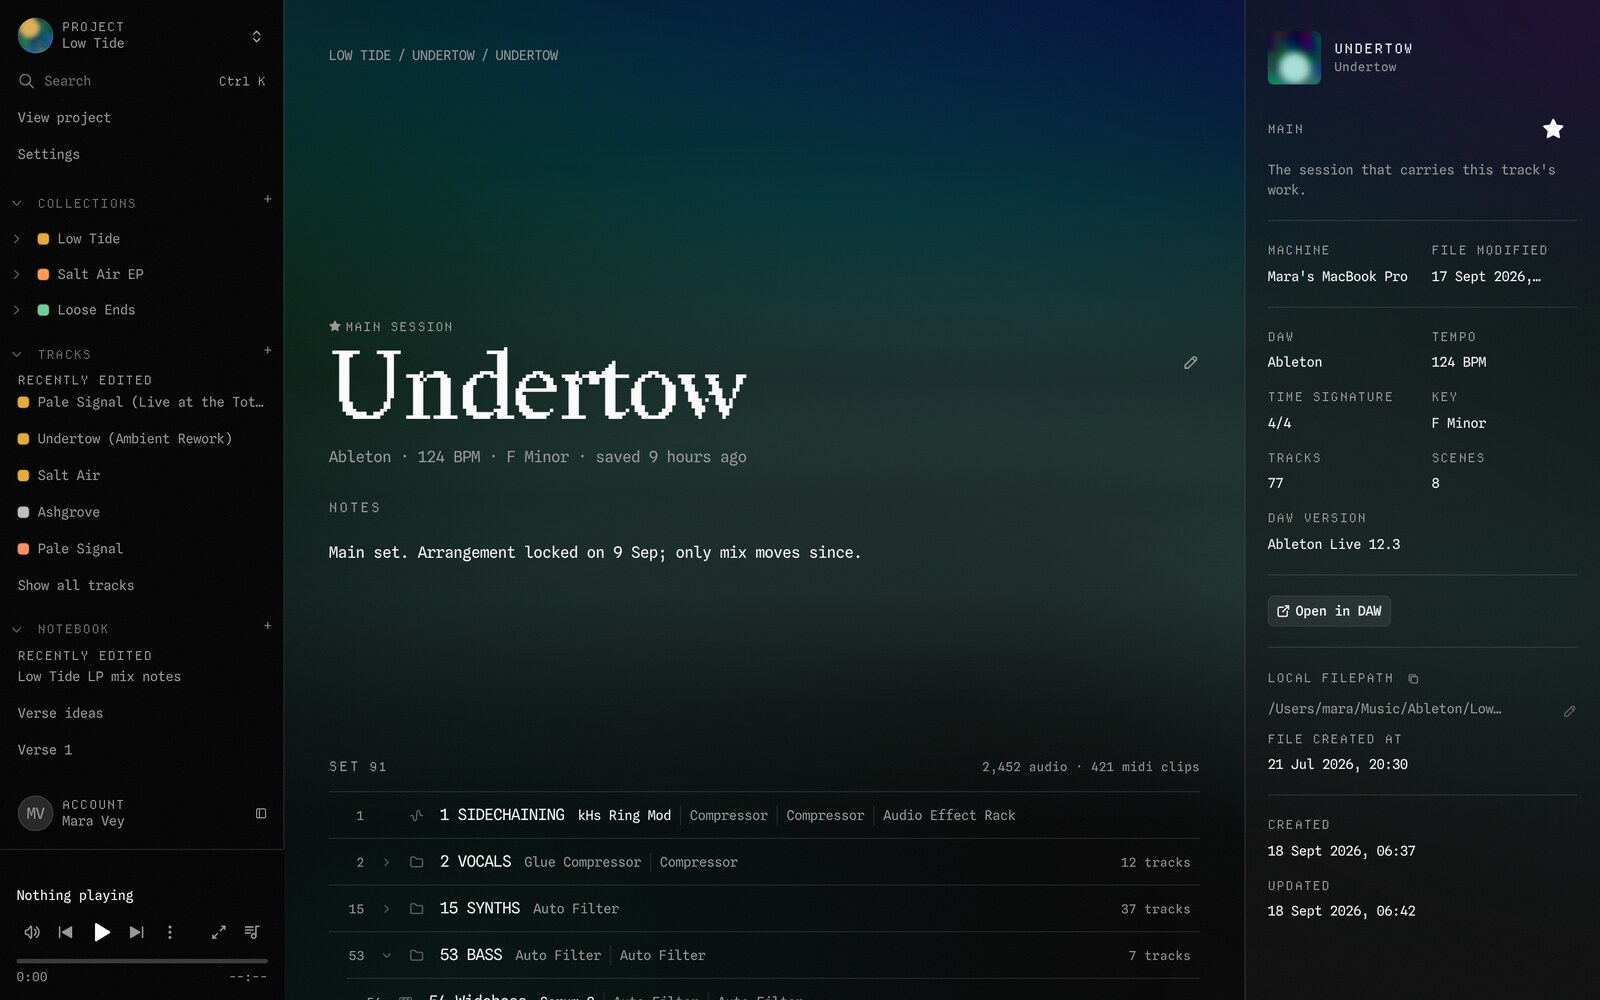 PROJECT
Low Tide
Search Ctrl K
View project
Settings
COLLECTIONS +
Low Tide
Salt Air EP
Loose Ends
TRACKS +
RECENTLY EDITED
Pale Signal (Live at the Tot…
Undertow (Ambient Rework)
Salt Air
Ashgrove
Pale Signal
Show all tracks
NOTEBOOK +
RECENTLY EDITED
Low Tide LP mix notes
Verse ideas
Verse 1
MV
ACCOUNT
Mara Vey
Nothing playing
0:00 --:--
LOW TIDE / UNDERTOW / UNDERTOW
MAIN SESSION
Undertow
Ableton · 124 BPM · F Minor · saved 9 hours ago
NOTES
Main set. Arrangement locked on 9 Sep; only mix moves since.
SET 91 2,452 audio · 421 midi clips
1 1 SIDECHAINING kHs Ring Mod Compressor Compressor Audio Effect Rack
2 2 VOCALS Glue Compressor Compressor 12 tracks
15 15 SYNTHS Auto Filter 37 tracks
53 53 BASS Auto Filter Auto Filter 7 tracks
UNDERTOW
Undertow
MAIN
The session that carries this track's
work.
MACHINE FILE MODIFIED
Mara's MacBook Pro 17 Sept 2026,…
DAW TEMPO
Ableton 124 BPM
TIME SIGNATURE KEY
4/4 F Minor
TRACKS SCENES
77 8
DAW VERSION
Ableton Live 12.3
Open in DAW
LOCAL FILEPATH
/Users/mara/Music/Ableton/Low…
FILE CREATED AT
21 Jul 2026, 20:30
CREATED
18 Sept 2026, 06:37
UPDATED
18 Sept 2026, 06:42